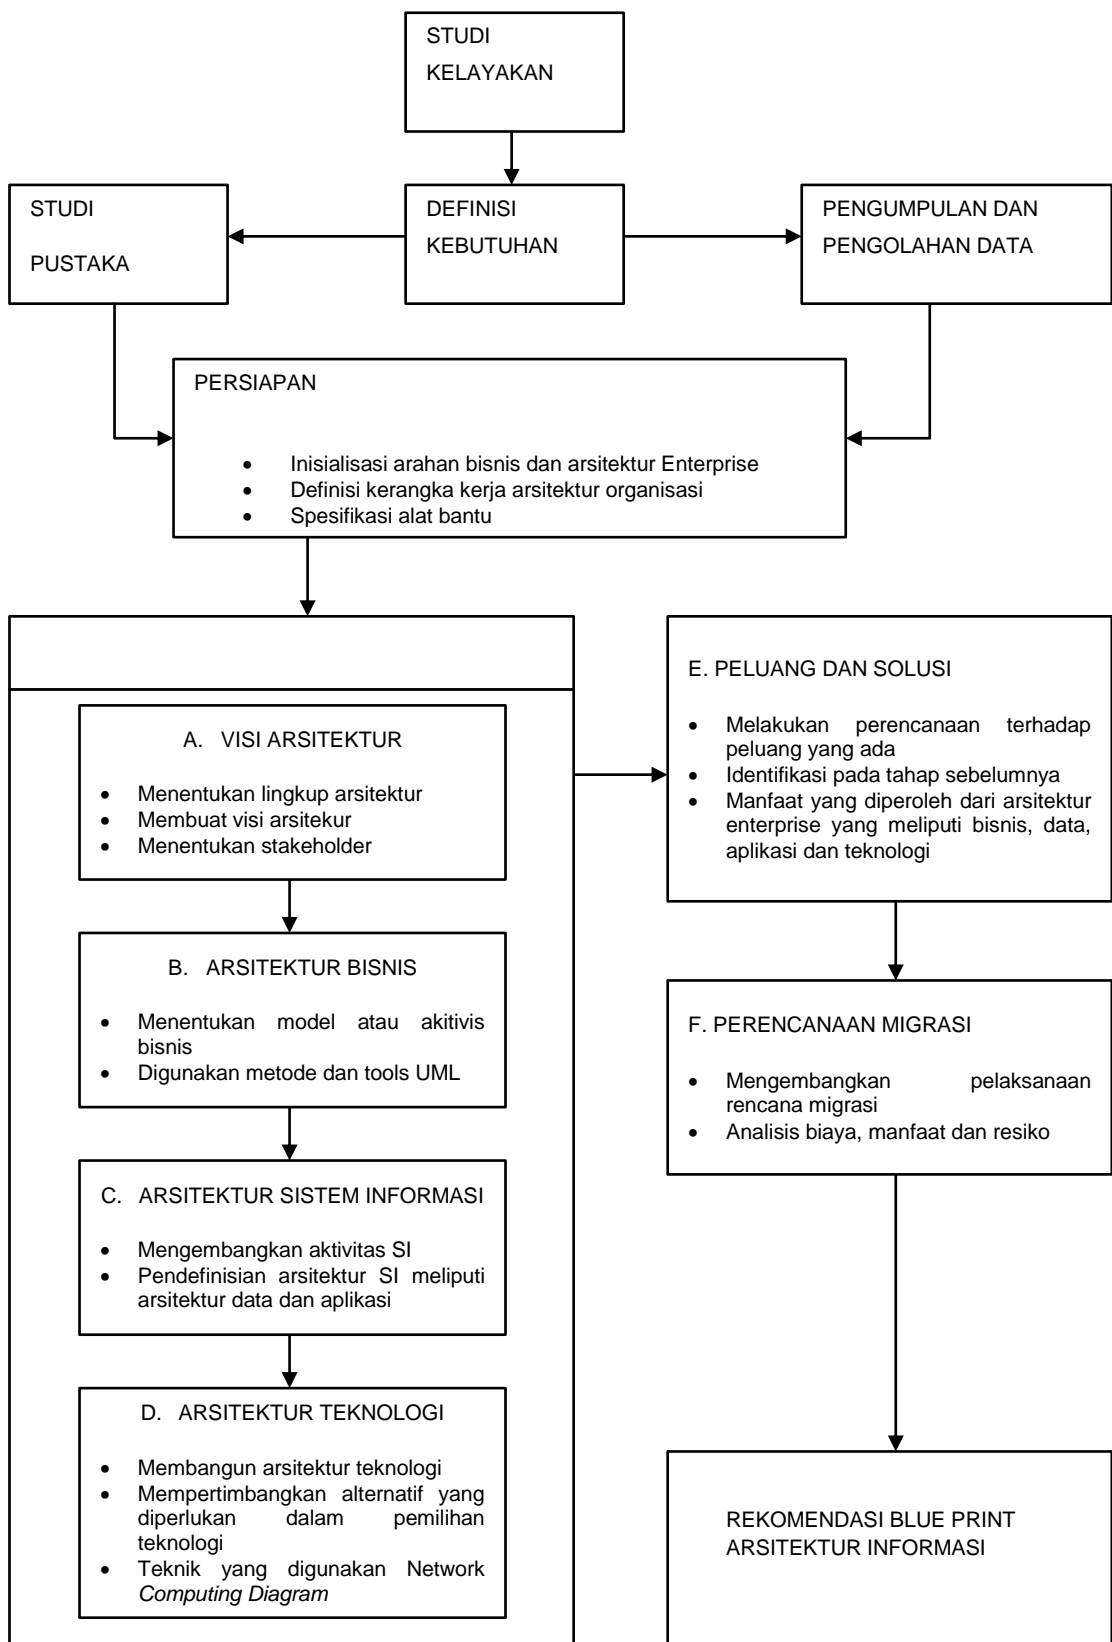 STUDI
KELAYAKAN
STUDI
PUSTAKA
DEFINISI
KEBUTUHAN
PENGUMPULAN DAN
PENGOLAHAN DATA
PERSIAPAN
• Inisialisasi arahan bisnis dan arsitektur Enterprise
• Definisi kerangka kerja arsitektur organisasi
• Spesifikasi alat bantu
A. VISI ARSITEKTUR
• Menentukan lingkup arsitektur
• Membuat visi arsitekur
• Menentukan stakeholder
B. ARSITEKTUR BISNIS
• Menentukan model atau akitivis
bisnis
• Digunakan metode dan tools UML
C. ARSITEKTUR SISTEM INFORMASI
• Mengembangkan aktivitas SI
• Pendefinisian arsitektur SI meliputi
arsitektur data dan aplikasi
D. ARSITEKTUR TEKNOLOGI
• Membangun arsitektur teknologi
• Mempertimbangkan alternatif yang
diperlukan dalam pemilihan
teknologi
• Teknik yang digunakan Network
Computing Diagram
E. PELUANG DAN SOLUSI
• Melakukan perencanaan terhadap
peluang yang ada
• Identifikasi pada tahap sebelumnya
• Manfaat yang diperoleh dari arsitektur
enterprise yang meliputi bisnis, data,
aplikasi dan teknologi
F. PERENCANAAN MIGRASI
• Mengembangkan pelaksanaan
rencana migrasi
• Analisis biaya, manfaat dan resiko
REKOMENDASI BLUE PRINT
ARSITEKTUR INFORMASI